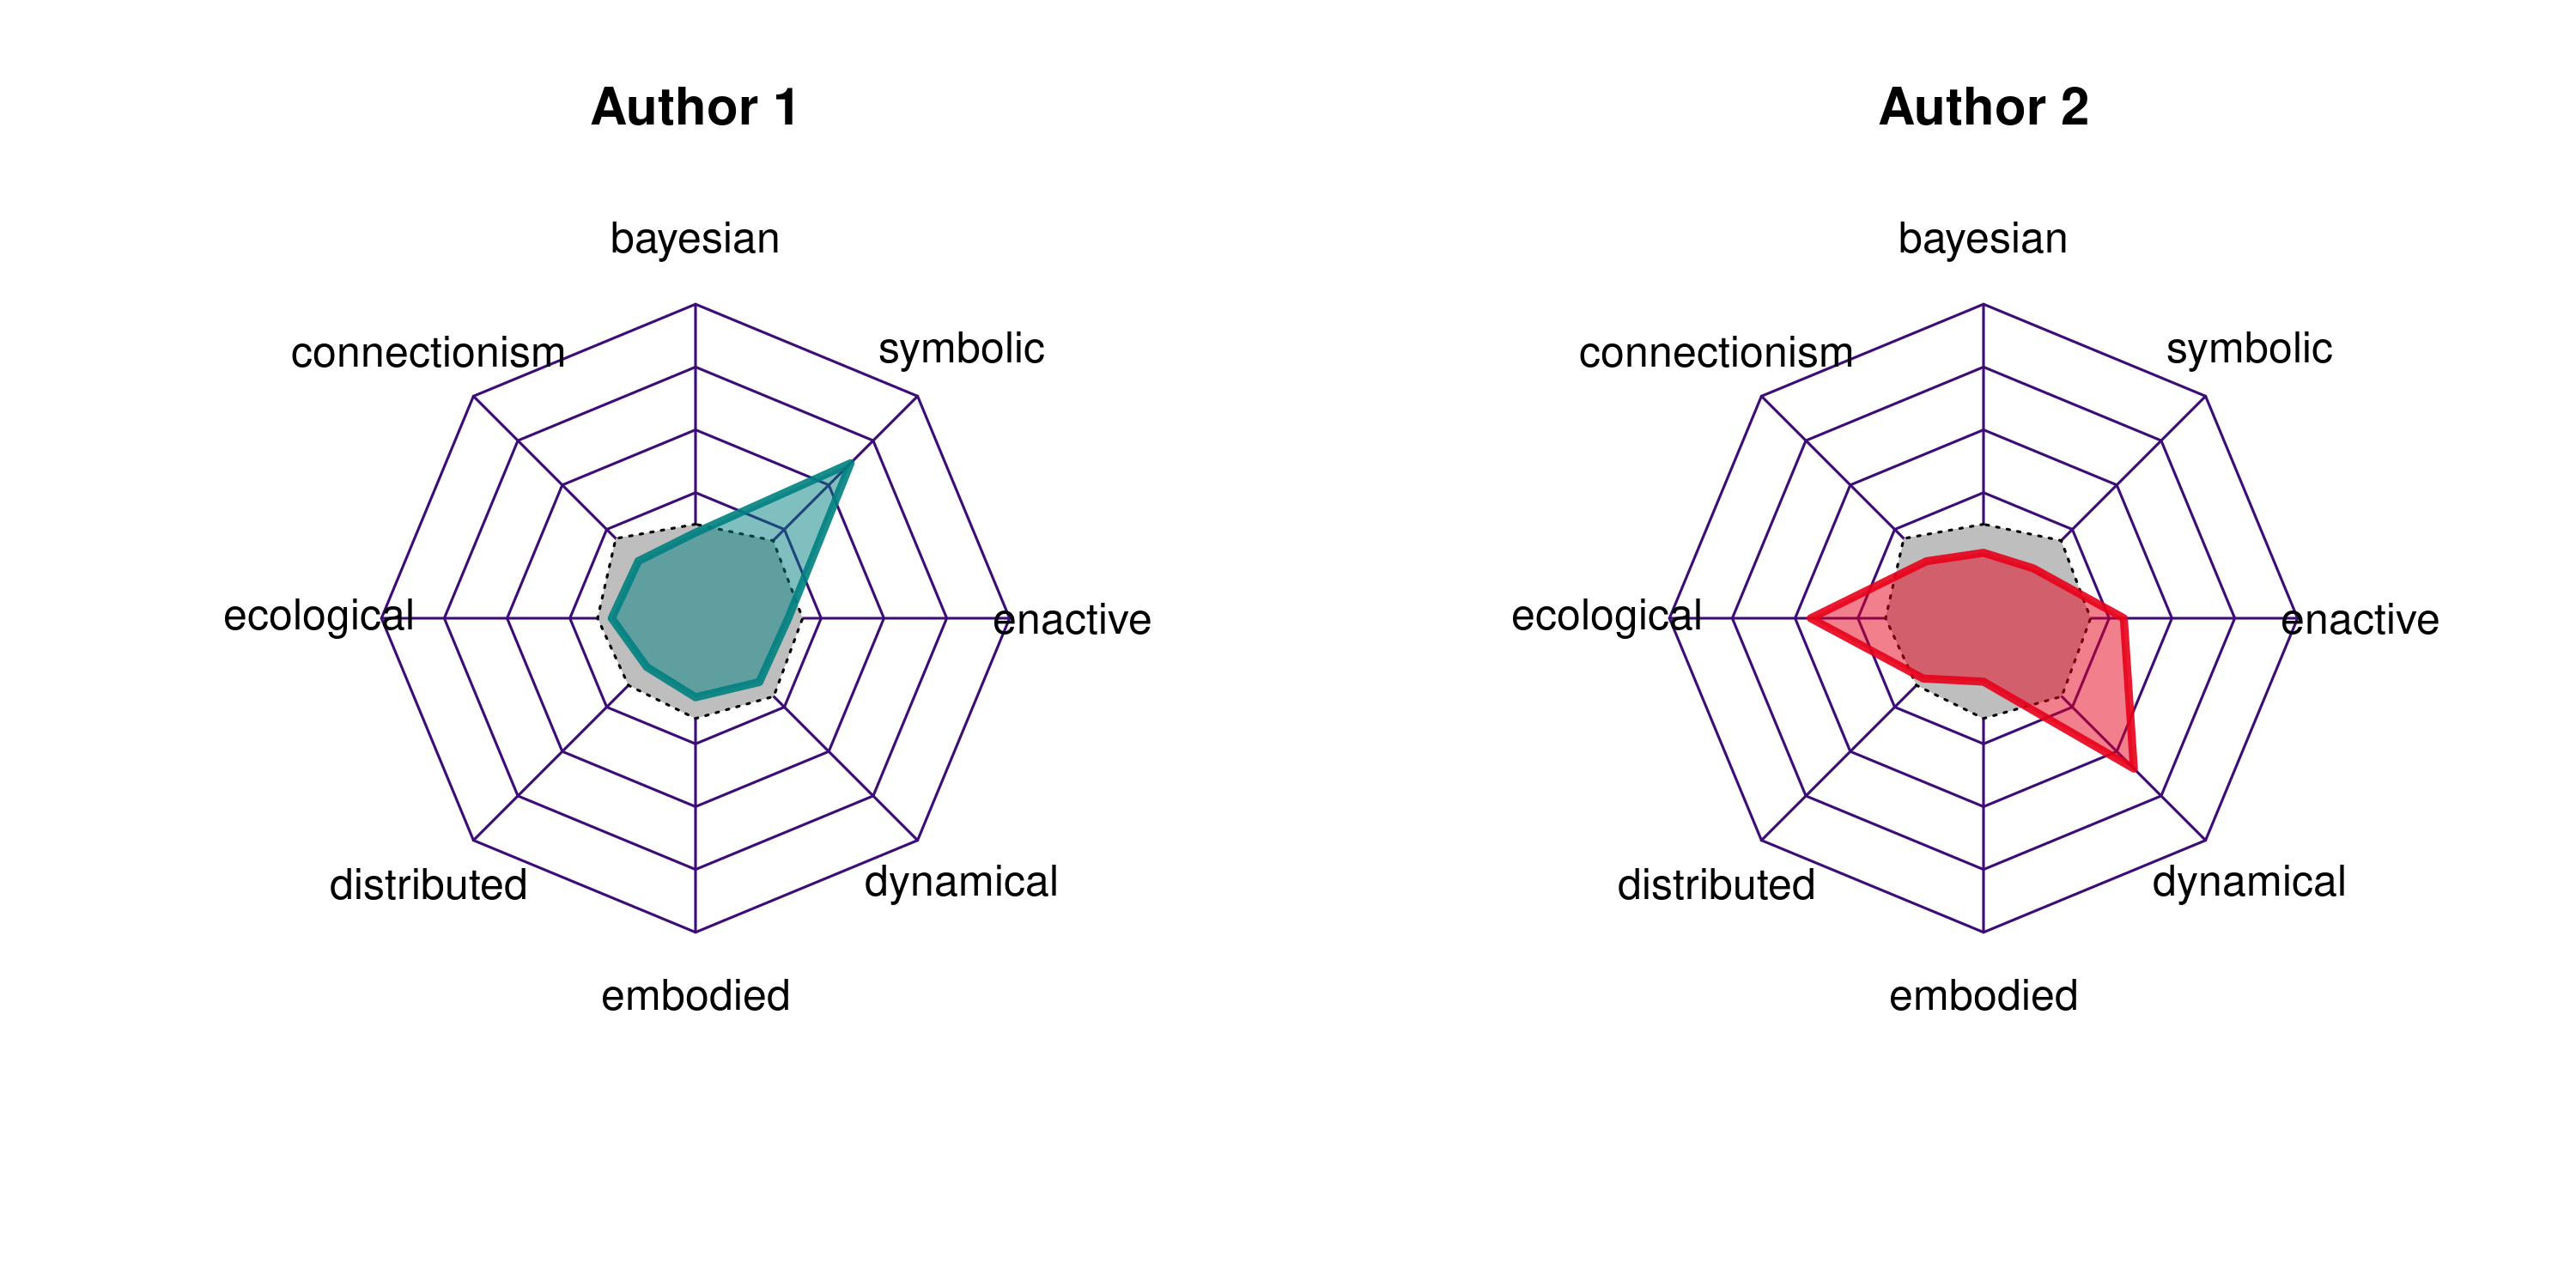 Author 1
bayesian
symbolic
connectionism
ecological
enactive
distributed
dynamical
embodied
Author 2
bayesian
symbolic
connectionism
ecological
enactive
distributed
dynamical
embodied